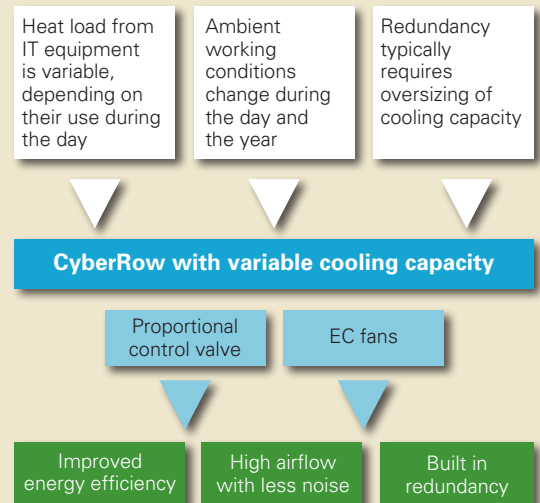 Heat load from
IT equipment
is variable,
depending on
their use during
the day
Ambient
working
conditions
change during
the day and
the year
Redundancy
typically
requires
oversizing of
cooling capacity
CyberRow with variable cooling capacity
Proportional
control valve
EC fans
Improved
energy efficiency
High airflow
with less noise
Built in
redundancy